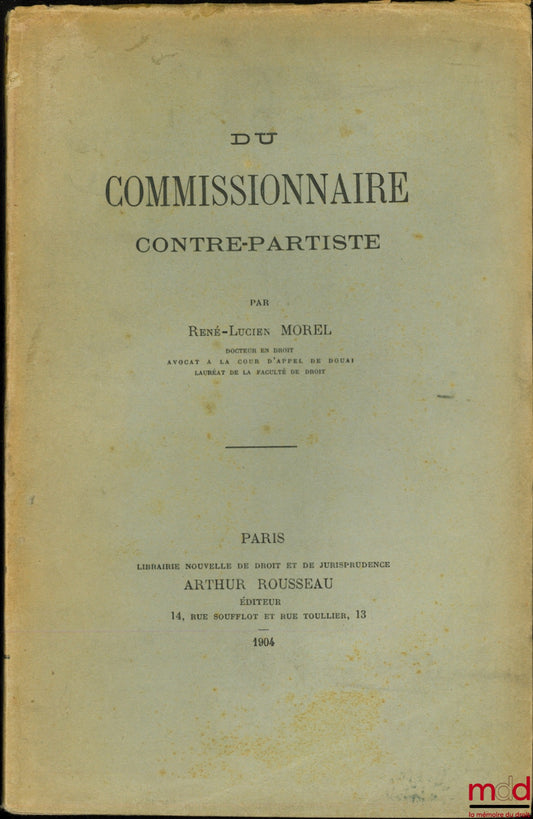 DU
COMMISSIONNAIRE
CONTRE-PARTISTE
PAR
René-Lucien MOREL
DOCTEUR EN DROIT
AVOCAT A LA COUR D'APPEL DE DOUAI
LAURÉAT DE LA FACULTÉ DE DROIT
PARIS
LIBRAIRIE NOUVELLE DE DROIT ET DE JURISPRUDENCE
ARTHUR ROUSSEAU
ÉDITEUR
14, RUE SOUFFLOT ET RUE TOULLIER, 13
1904
mdd
la mémoire du droit